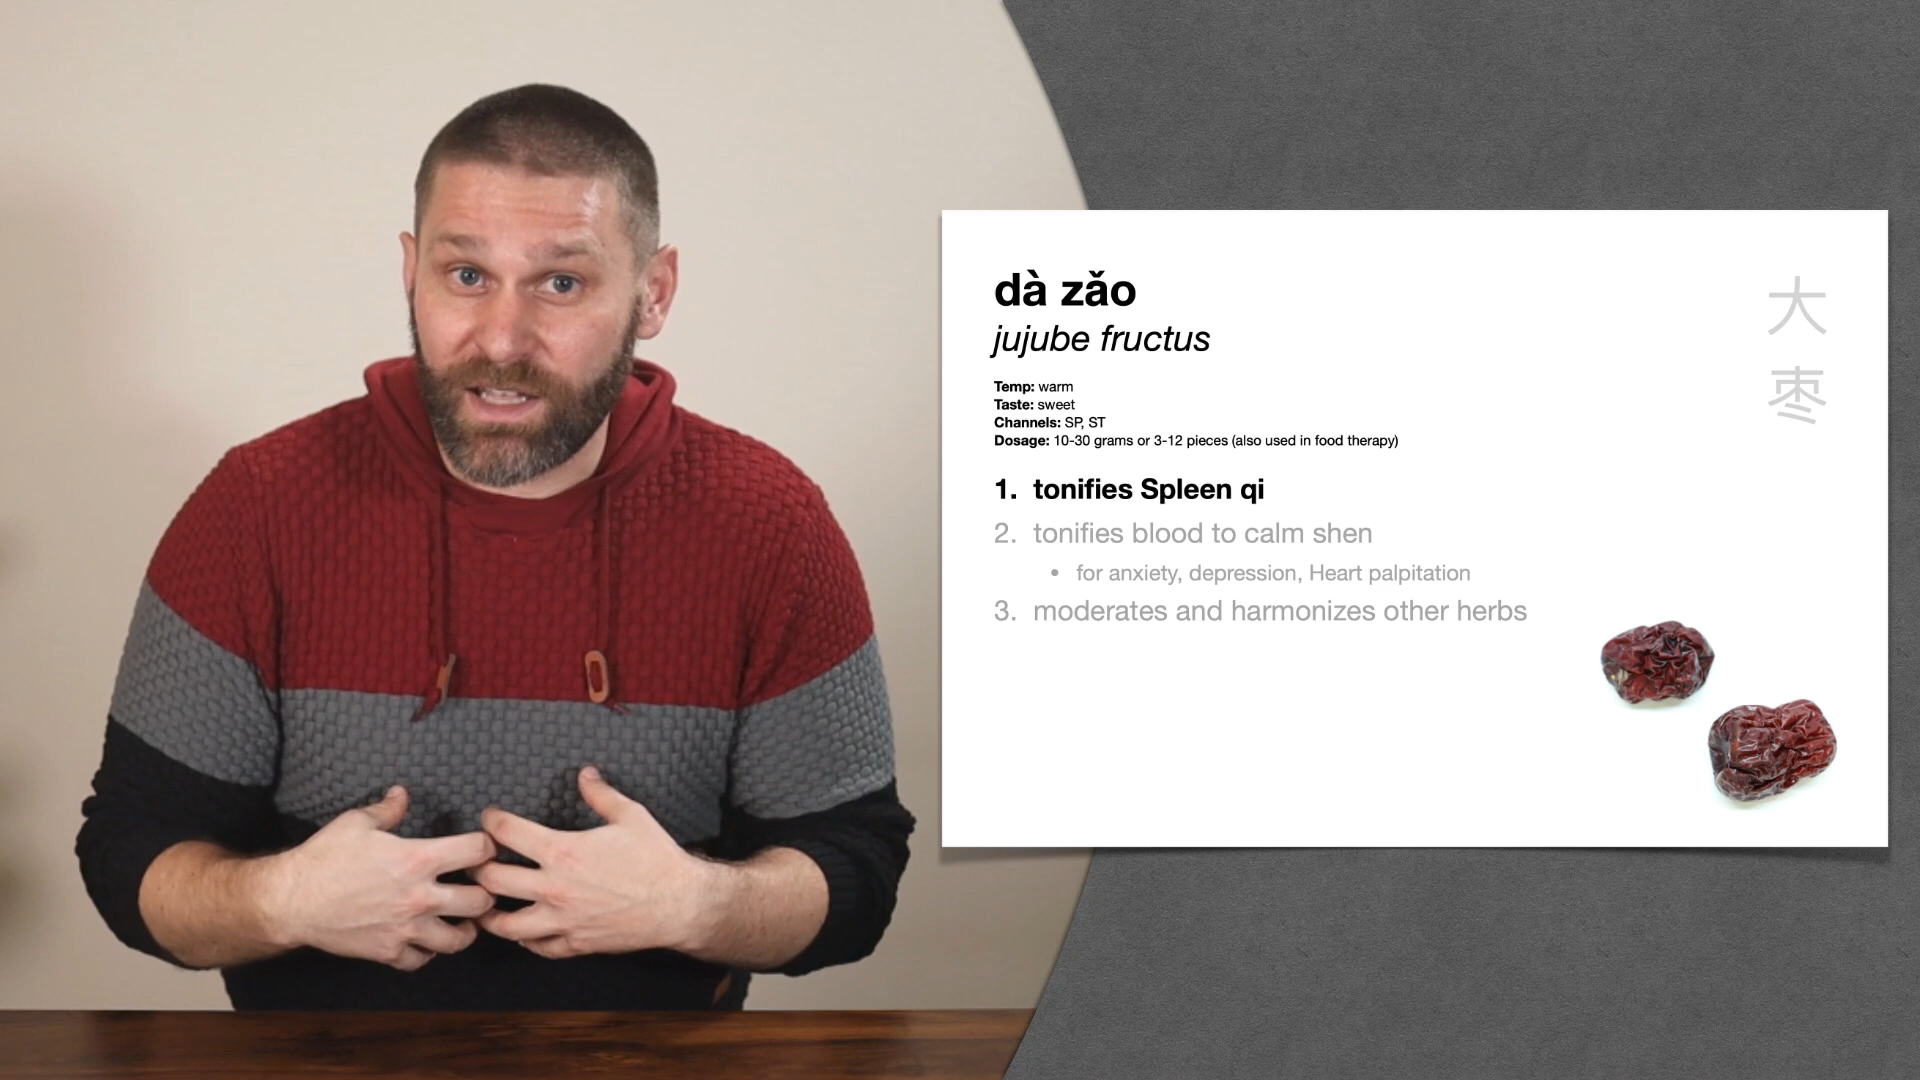 dà zǎo
jujube fructus
Temp: warm
Taste: sweet
Channels: SP, ST
Dosage: 10-30 grams or 3-12 pieces (also used in food therapy)
1. tonifies Spleen qi
2. tonifies blood to calm shen
• for anxiety, depression, Heart palpitation
3. moderates and harmonizes other herbs
大
枣